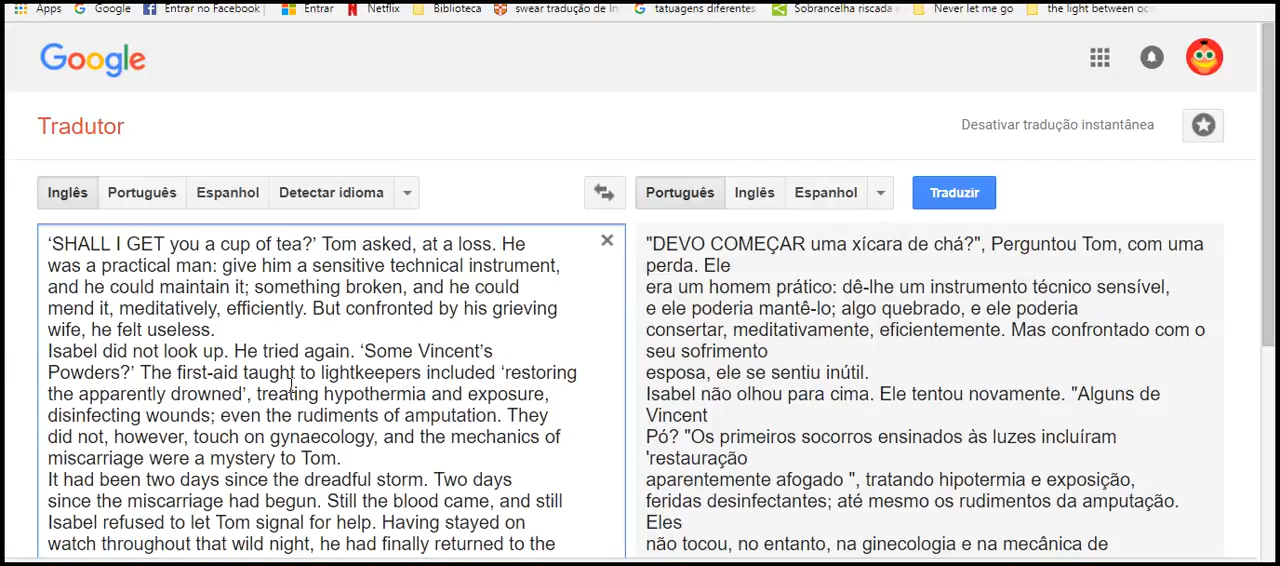 Apps Google Entrar no Facebook Entrar Netflix Biblioteca swear tradução de In tatuagens diferentes Sobrancelha riscada Never let me go the light between oc
Google
Tradutor
Desativar tradução instantânea
Inglês Português Espanhol Detectar idioma
Português Inglês Espanhol Traduzir
‘SHALL I GET you a cup of tea?’ Tom asked, at a loss. He
was a practical man: give him a sensitive technical instrument,
and he could maintain it; something broken, and he could
mend it, meditatively, efficiently. But confronted by his grieving
wife, he felt useless.
Isabel did not look up. He tried again. ‘Some Vincent’s
Powders?’ The first-aid taught to lightkeepers included ‘restoring
the apparently drowned’, treating hypothermia and exposure,
disinfecting wounds; even the rudiments of amputation. They
did not, however, touch on gynaecology, and the mechanics of
miscarriage were a mystery to Tom.
It had been two days since the dreadful storm. Two days
since the miscarriage had begun. Still the blood came, and still
Isabel refused to let Tom signal for help. Having stayed on
watch throughout that wild night, he had finally returned to the
"DEVO COMEÇAR uma xícara de chá?", Perguntou Tom, com uma
perda. Ele
era um homem prático: dê-lhe um instrumento técnico sensível,
e ele poderia mantê-lo; algo quebrado, e ele poderia
consertar, meditativamente, eficientemente. Mas confrontado com o
seu sofrimento
esposa, ele se sentiu inútil.
Isabel não olhou para cima. Ele tentou novamente. "Alguns de
Vincent
Pó? "Os primeiros socorros ensinados às luzes incluíram
'restauração
aparentemente afogado ", tratando hipotermia e exposição,
feridas desinfectantes; até mesmo os rudimentos da amputação.
Eles
não tocou, no entanto, na ginecologia e na mecânica de